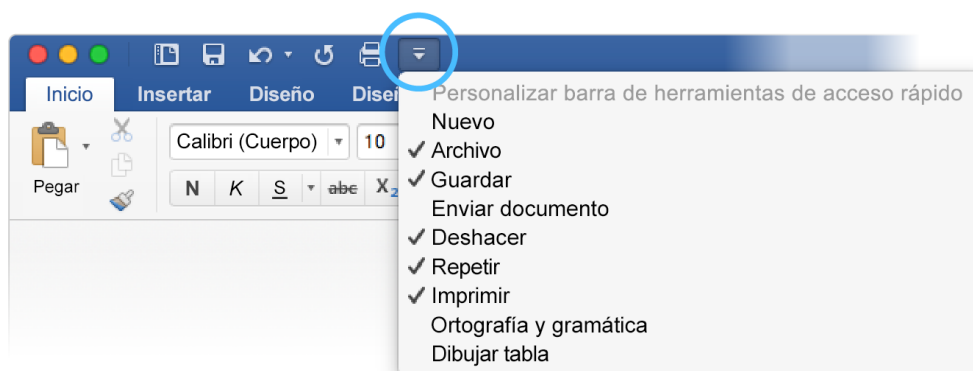 Inicio Insertar Diseño
Personalizar barra de herramientas de acceso rápido
Nuevo
Calibri (Cuerpo) 10
Archivo
Pegar
N K S abc X2
Guardar
Enviar documento
Deshacer
Repetir
Imprimir
Ortografía y gramática
Dibujar tabla